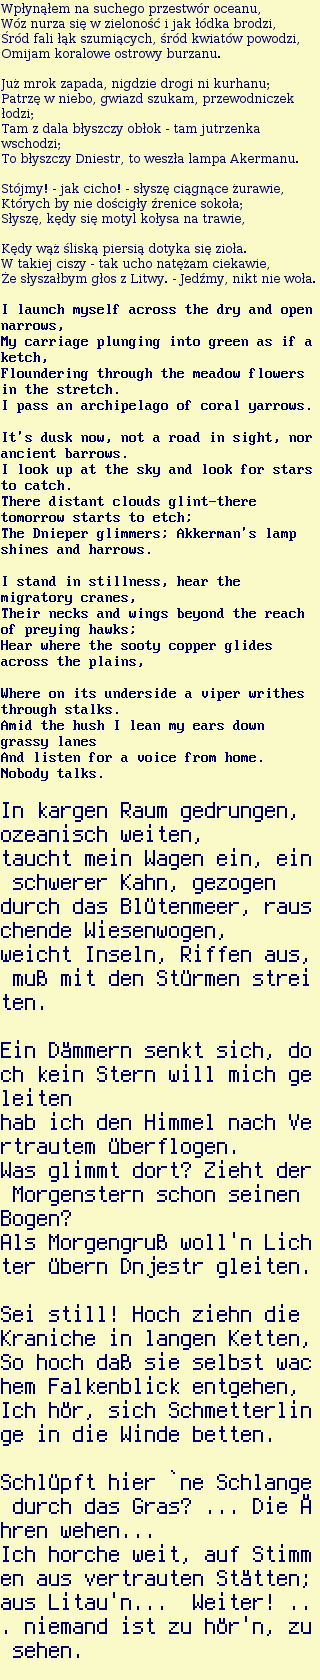 Wpłynąłem na suchego przestwór oceanu,
Wóz nurza się w zieloność i jak łódka brodzi,
Śród fali łąk szumiących, śród kwiatów powodzi,
Omijam koralowe ostrowy burzanu.
Już mrok zapada, nigdzie drogi ni kurhanu;
Patrzę w niebo, gwiazd szukam, przewodniczek
łodzi;
Tam z dala błyszczy obłok - tam jutrzenka
wschodzi;
To błyszczy Dniestr, to weszła lampa Akermanu.
Stójmy! - jak cicho! - słyszę ciągnące żurawie,
Których by nie dościgły źrenice sokoła;
Słyszę, kędy się motyl kołysa na trawie,
Kędy wąż śliską piersią dotyka się zioła.
W takiej ciszy - tak ucho natężam ciekawie,
Że słyszałbym głos z Litwy. - Jedźmy, nikt nie woła.
I launch myself across the dry and open
narrows,
My carriage plunging into green as if a
ketch,
Floundering through the meadow flowers
in the stretch.
I pass an archipelago of coral yarrows.
It's dusk now, not a road in sight, nor
ancient barrows.
I look up at the sky and look for stars
to catch.
There distant clouds glint—there
tomorrow starts to etch;
The Dnieper glimmers; Akkerman's lamp
shines and harrows.
I stand in stillness, hear the
migratory cranes,
Their necks and wings beyond the reach
of preying hawks;
Hear where the sooty copper glides
across the plains,
Where on its underside a viper writhes
through stalks.
Amid the hush I lean my ears down
grassy lanes
And listen for a voice from home.
Nobody talks.
In kargen Raum gedrungen,
ozeanisch weiten,
taucht mein Wagen ein, ein
schwerer Kahn, gezogen
durch das Blütenmeer, raus
chende Wiesenwogen,
weicht Inseln, Riffen aus,
muß mit den Stürmen strei
ten.
Ein Dämmern senkt sich, do
ch kein Stern will mich ge
leiten
hab ich den Himmel nach Ve
rtrautem überflogen.
Was glimmt dort? Zieht der
Morgenstern schon seinen
Bogen?
Als Morgengruß woll'n Lich
ter übern Dnjestr gleiten.
Sei still! Hoch ziehn die
Kraniche in langen Ketten,
So hoch daß sie selbst wac
hem Falkenblick entgehen,
Ich hör, sich Schmetterlin
ge in die Winde betten.
Schlüpft hier `ne Schlange
durch das Gras? ... Die Ä
hren wehen...
Ich horche weit, auf Stimm
en aus vertrauten Stätten;
aus Litau'n...  Weiter! ..
. niemand ist zu hör'n, zu
sehen.